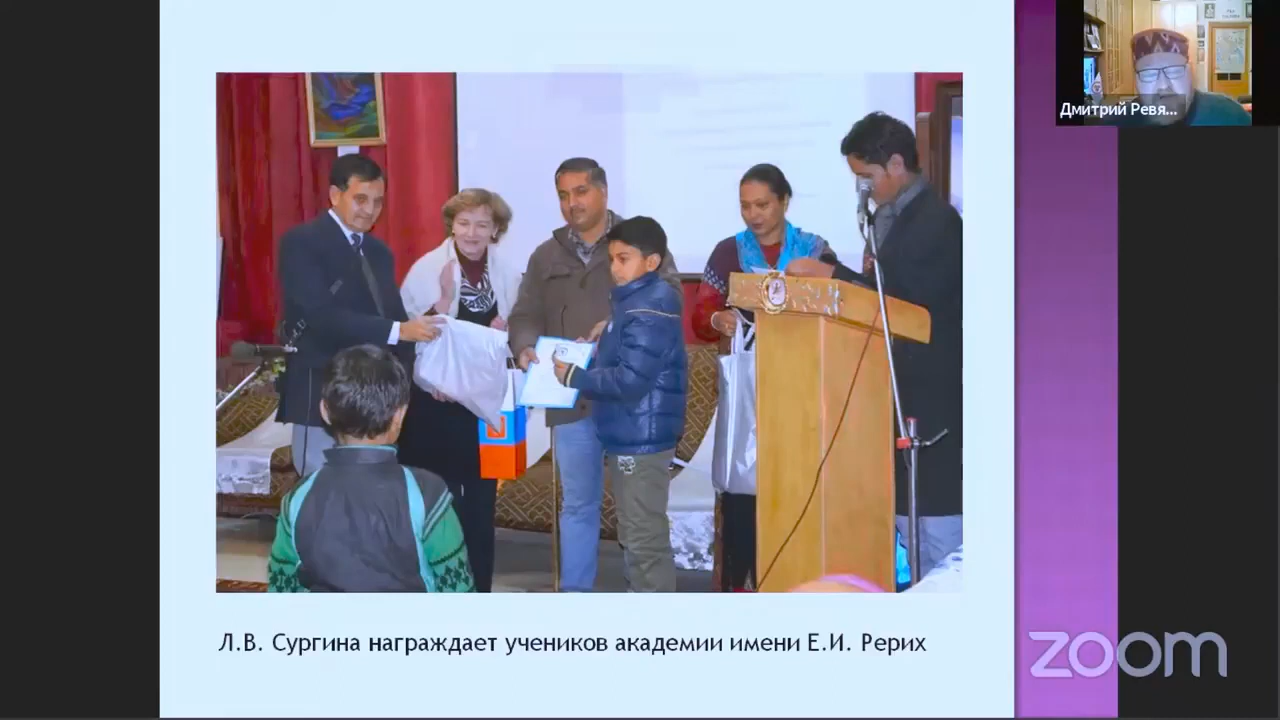 Дмитрий Ревя...
Л.В. Сургина награждает учеников академии имени Е.И. Рерих
zoom